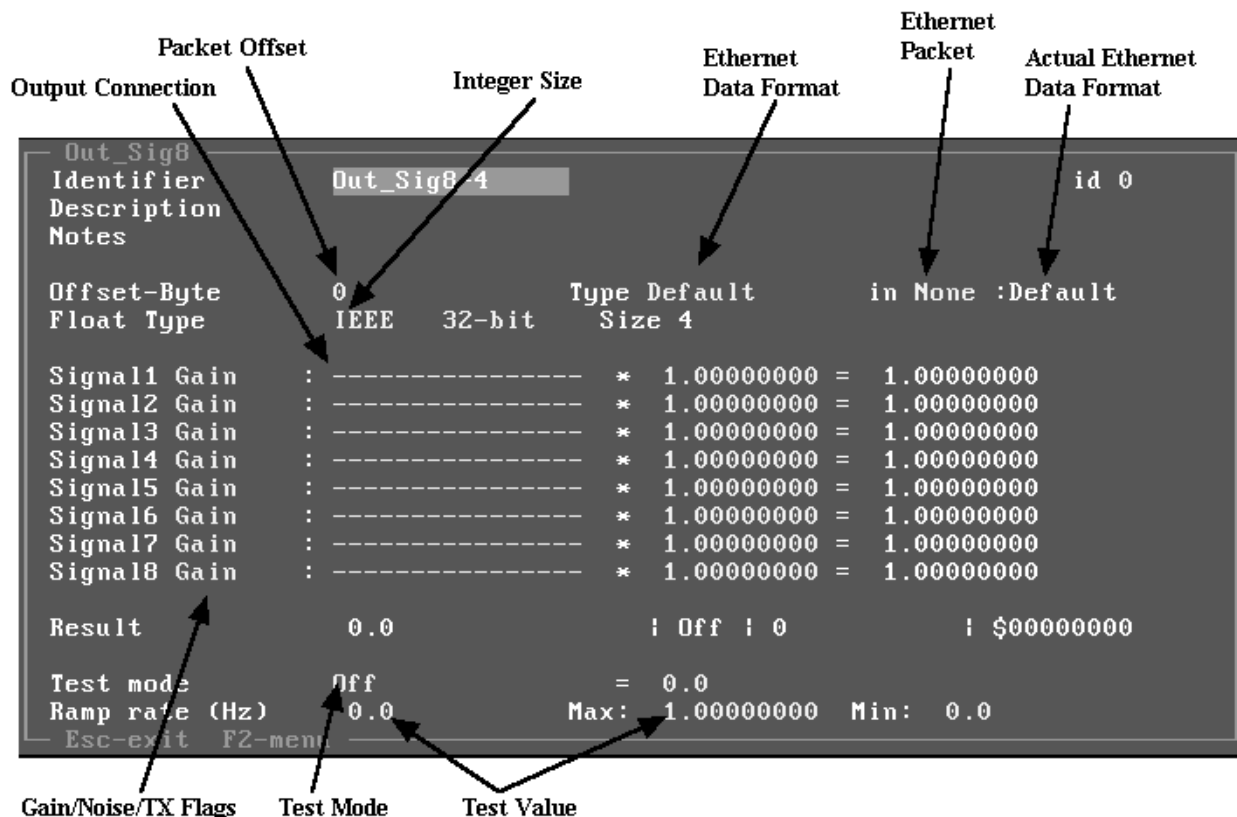 Ethernet
Packet
Packet Offset
Ethernet
Data Format
Actual Ethernet
Data Format
Output Connection
Integer Size
Out_Sig8
Identifier Out_Sig8-4 id 0
Description
Notes
Offset-Byte 0 Type Default in None :Default
Float Type IEEE 32-bit Size 4
Signal1 Gain : ---------------- * 1.00000000 = 1.00000000
Signal2 Gain : ---------------- * 1.00000000 = 1.00000000
Signal3 Gain : ---------------- * 1.00000000 = 1.00000000
Signal4 Gain : ---------------- * 1.00000000 = 1.00000000
Signal5 Gain : ---------------- * 1.00000000 = 1.00000000
Signal6 Gain : ---------------- * 1.00000000 = 1.00000000
Signal7 Gain : ---------------- * 1.00000000 = 1.00000000
Signal8 Gain : ---------------- * 1.00000000 = 1.00000000
Result 0.0 ¦ Off ¦ 0 ¦ $00000000
Test mode Off = 0.0
Ramp rate (Hz) 0.0 Max: 1.00000000 Min: 0.0
Esc-exit F2-menu
Gain/Noise/TX Flags
Test Mode
Test Value